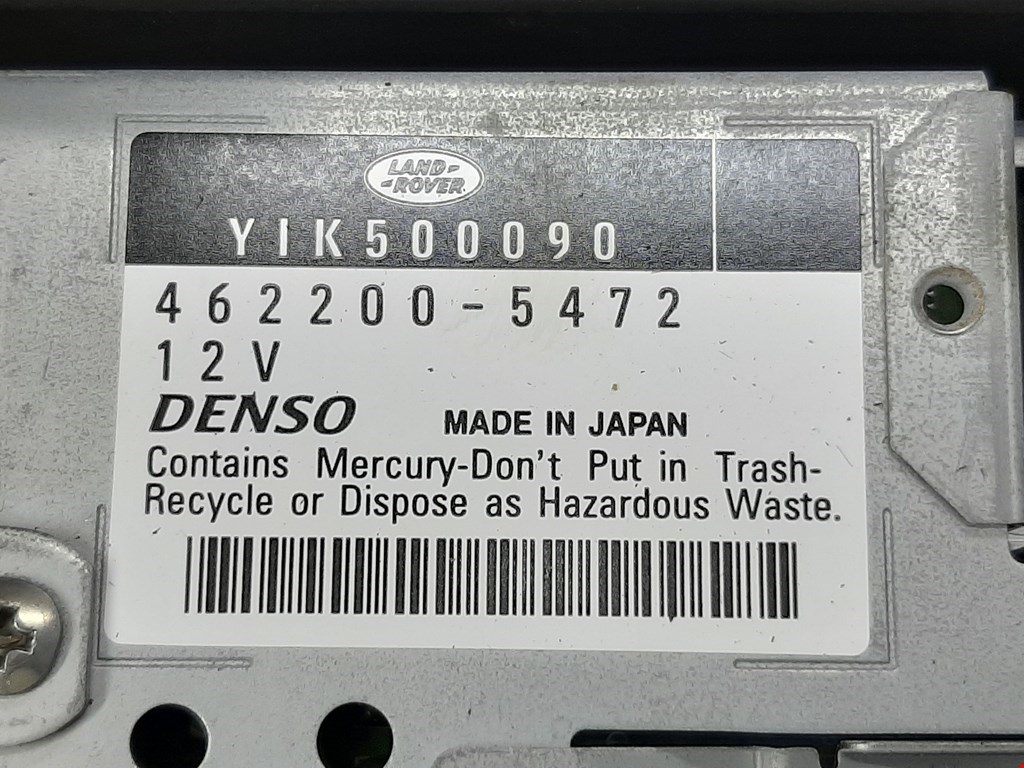 LAND-
-ROVER
YIK500090
462200-5472
12V
DENSO MADE IN JAPAN
Contains Mercury-Don't Put in Trash-
Recycle or Dispose as Hazardous Waste.